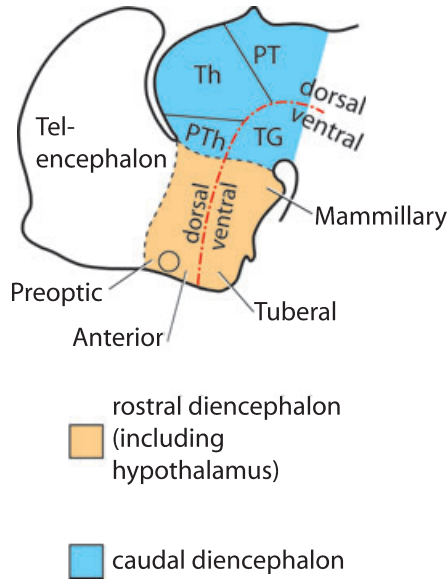 PT
Th
dorsal
ventral
Tel-
encephalon
PTh
TG
dorsal
ventral
Mammillary
Preoptic
Tuberal
Anterior
rostral diencephalon
(including
hypothalamus)
caudal diencephalon